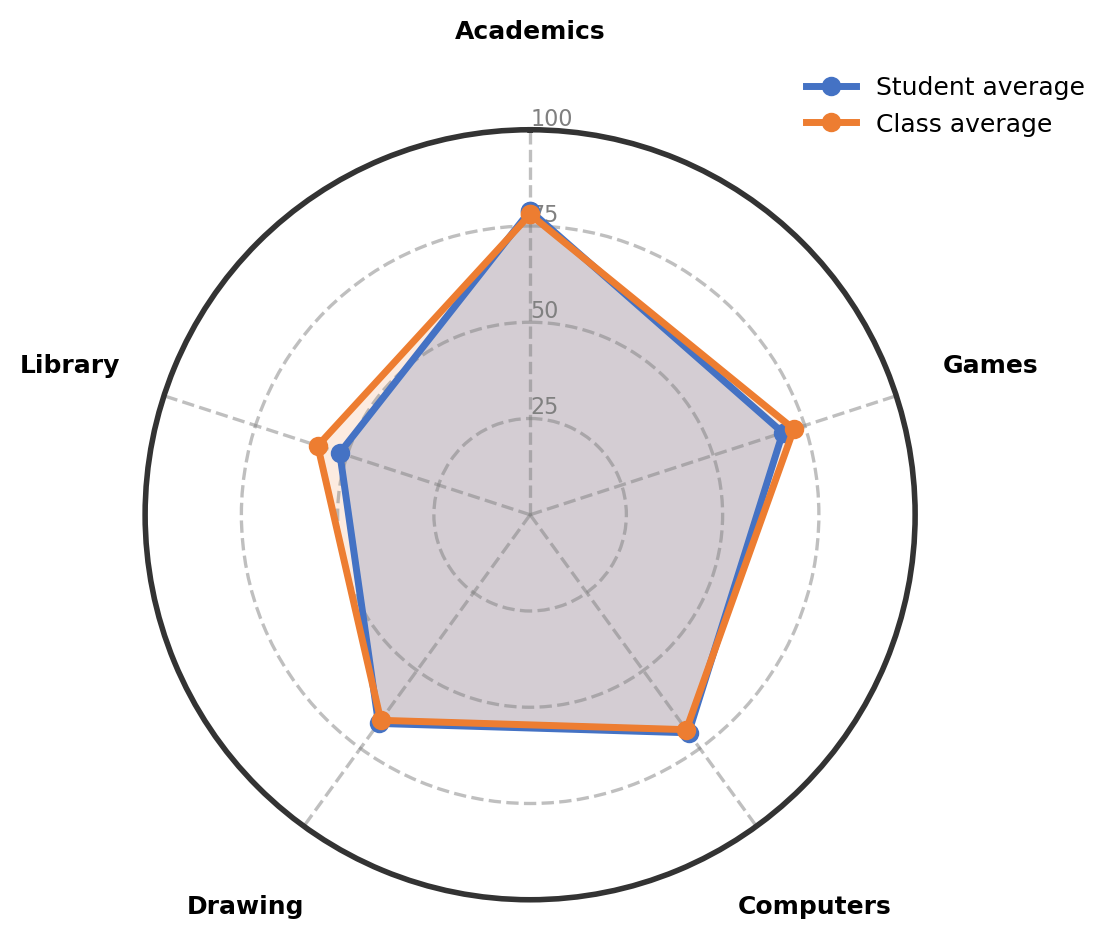 Academics
Student average
Class average
100
75
50
25
Library
Games
Drawing
Computers